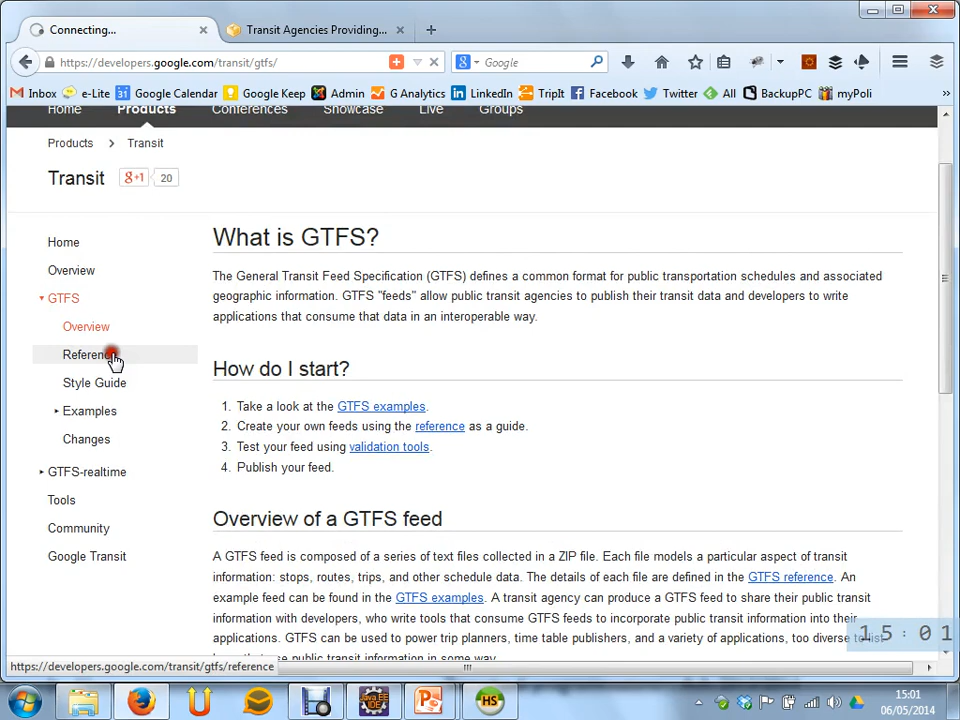 Connecting...
Transit Agencies Providing...
https://developers.google.com/transit/gtfs/
Google
Inbox
e-Lite
Google Calendar
Google Keep
Admin
G Analytics
LinkedIn
TripIt
Facebook
Twitter
All
BackupPC
myPoli
Home
Products
Conferences
Showcase
Live
Groups
Products
Transit
Transit
g+1
20
Home
Overview
GTFS
Overview
Reference
Style Guide
Examples
Changes
GTFS-realtime
Tools
Community
Google Transit
What is GTFS?
The General Transit Feed Specification (GTFS) defines a common format for public transportation schedules and associated
geographic information. GTFS "feeds" allow public transit agencies to publish their transit data and developers to write
applications that consume that data in an interoperable way.
How do I start?
1. Take a look at the GTFS examples.
2. Create your own feeds using the reference as a guide.
3. Test your feed using validation tools.
4. Publish your feed.
Overview of a GTFS feed
A GTFS feed is composed of a series of text files collected in a ZIP file. Each file models a particular aspect of transit
information: stops, routes, trips, and other schedule data. The details of each file are defined in the GTFS reference. An
example feed can be found in the GTFS examples. A transit agency can produce a GTFS feed to share their public transit
information with developers, who write tools that consume GTFS feeds to incorporate public transit information into their
applications. GTFS can be used to power trip planners, time table publishers, and a variety of applications, too diverse to list
use public transit information in some way.
15:01
https://developers.google.com/transit/gtfs/reference
15:01
06/05/2014